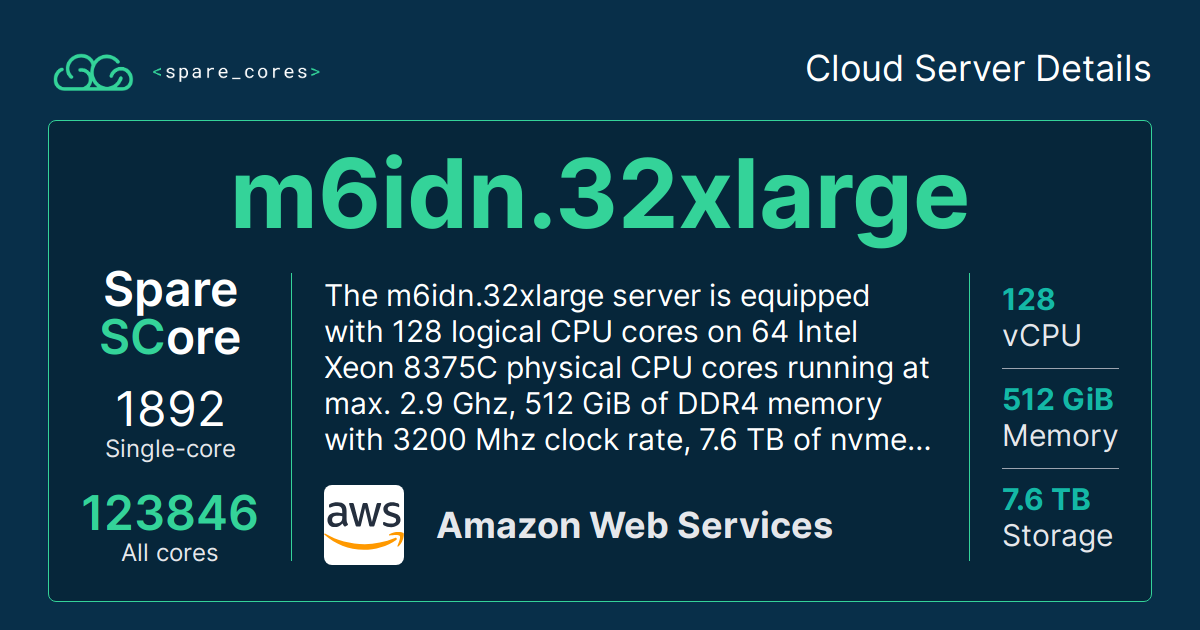 <spare_cores>
Cloud Server Details
m6idn.32xlarge
Spare
SCore
1892
Single-core
123846
All cores
The m6idn.32xlarge server is equipped
with 128 logical CPU cores on 64 Intel
Xeon 8375C physical CPU cores running at
max. 2.9 Ghz, 512 GiB of DDR4 memory
with 3200 Mhz clock rate, 7.6 TB of nvme...
aws
Amazon Web Services
128
vCPU
512 GiB
Memory
7.6 TB
Storage